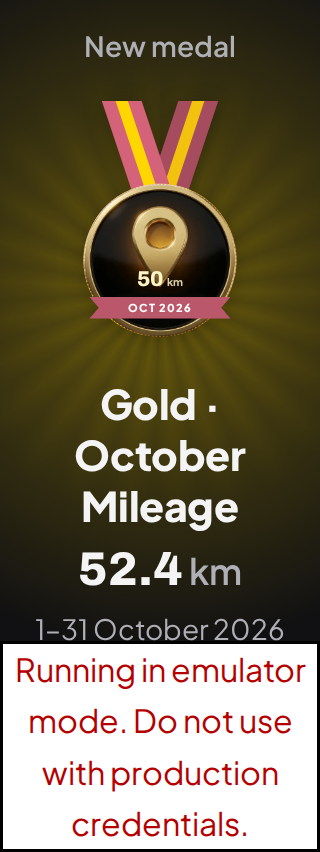 New medal
50 km
OCT 2026
Gold ·
October
Mileage
52.4 km
1–31 October 2026
Running in emulator
mode. Do not use
with production
credentials.